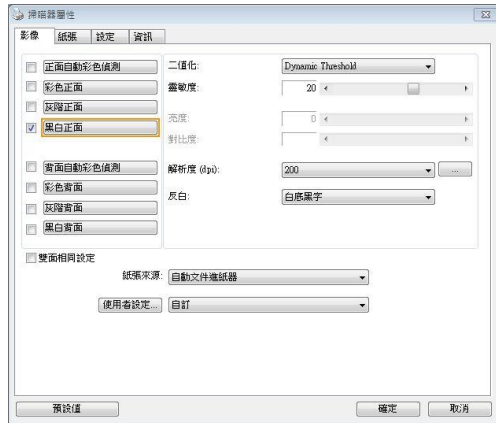 掃描器屬性
影像 紙張 設定 資訊
正面自動彩色偵測
彩色正面
灰階正面
黑白正面
背面自動彩色偵測
彩色背面
灰階背面
黑白背面
二值化: Dynamic Threshold
靈敏度: 20
亮度: 0
對比度:
解析度 (dpi): 200 ...
反白: 白底黑字
雙面相同設定
紙張來源: 自動文件進紙器
使用者設定... 自訂
預設值 確定 取消